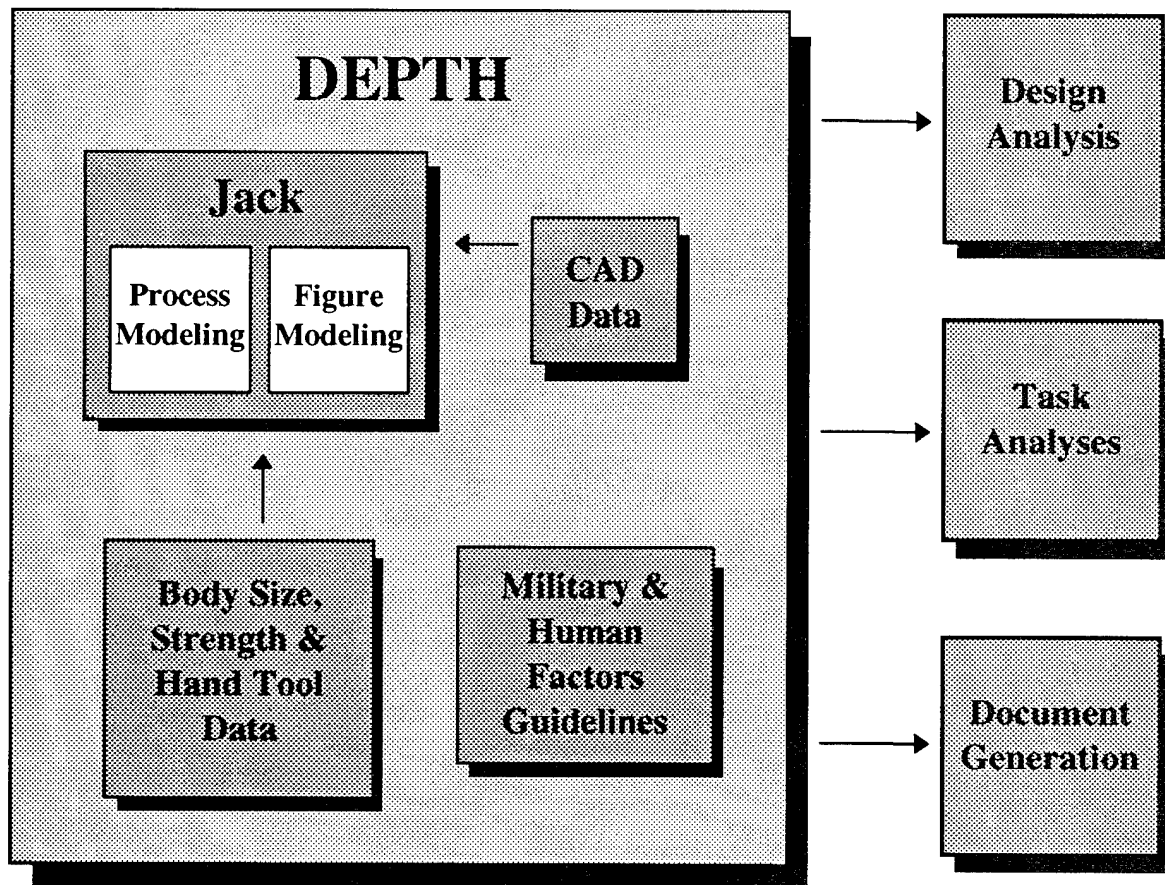 DEPTH
Jack
Process
Modeling
Figure
Modeling
CAD
Data
Body Size,
Strength &
Hand Tool
Data
Military &
Human
Factors
Guidelines
Design
Analysis
Task
Analyses
Document
Generation